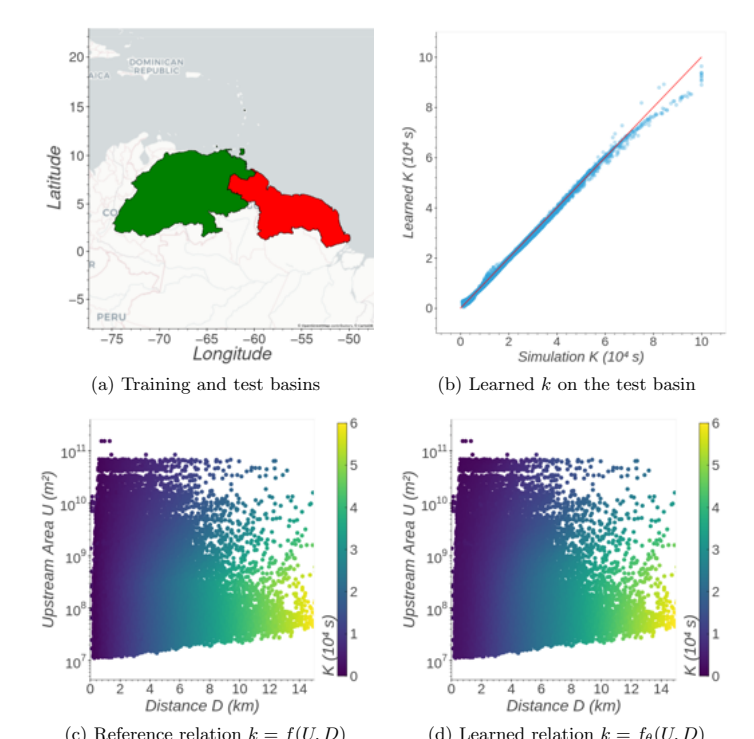 20
15
10
5
0
−5
−75 −70 −65 −60 −55 −50
Latitude
Longitude
AICA
DOMINICAN
REPUBLIC
CO
R
PERU
(a) Training and test basins
10
8
6
4
2
0
0 2 4 6 8 10
Learned K (10⁴ s)
Simulation K (10⁴ s)
(b) Learned k on the test basin
10¹¹
10¹⁰
10⁹
10⁸
10⁷
0 2 4 6 8 10 12 14
Upstream Area U (m²)
Distance D (km)
6
5
4
3
2
1
0
K (10⁴ s)
(c) Reference relation k = f(U, D)
10¹¹
10¹⁰
10⁹
10⁸
10⁷
0 2 4 6 8 10 12 14
Upstream Area U (m²)
Distance D (km)
6
5
4
3
2
1
0
K (10⁴ s)
(d) Learned relation k = fθ(U, D)